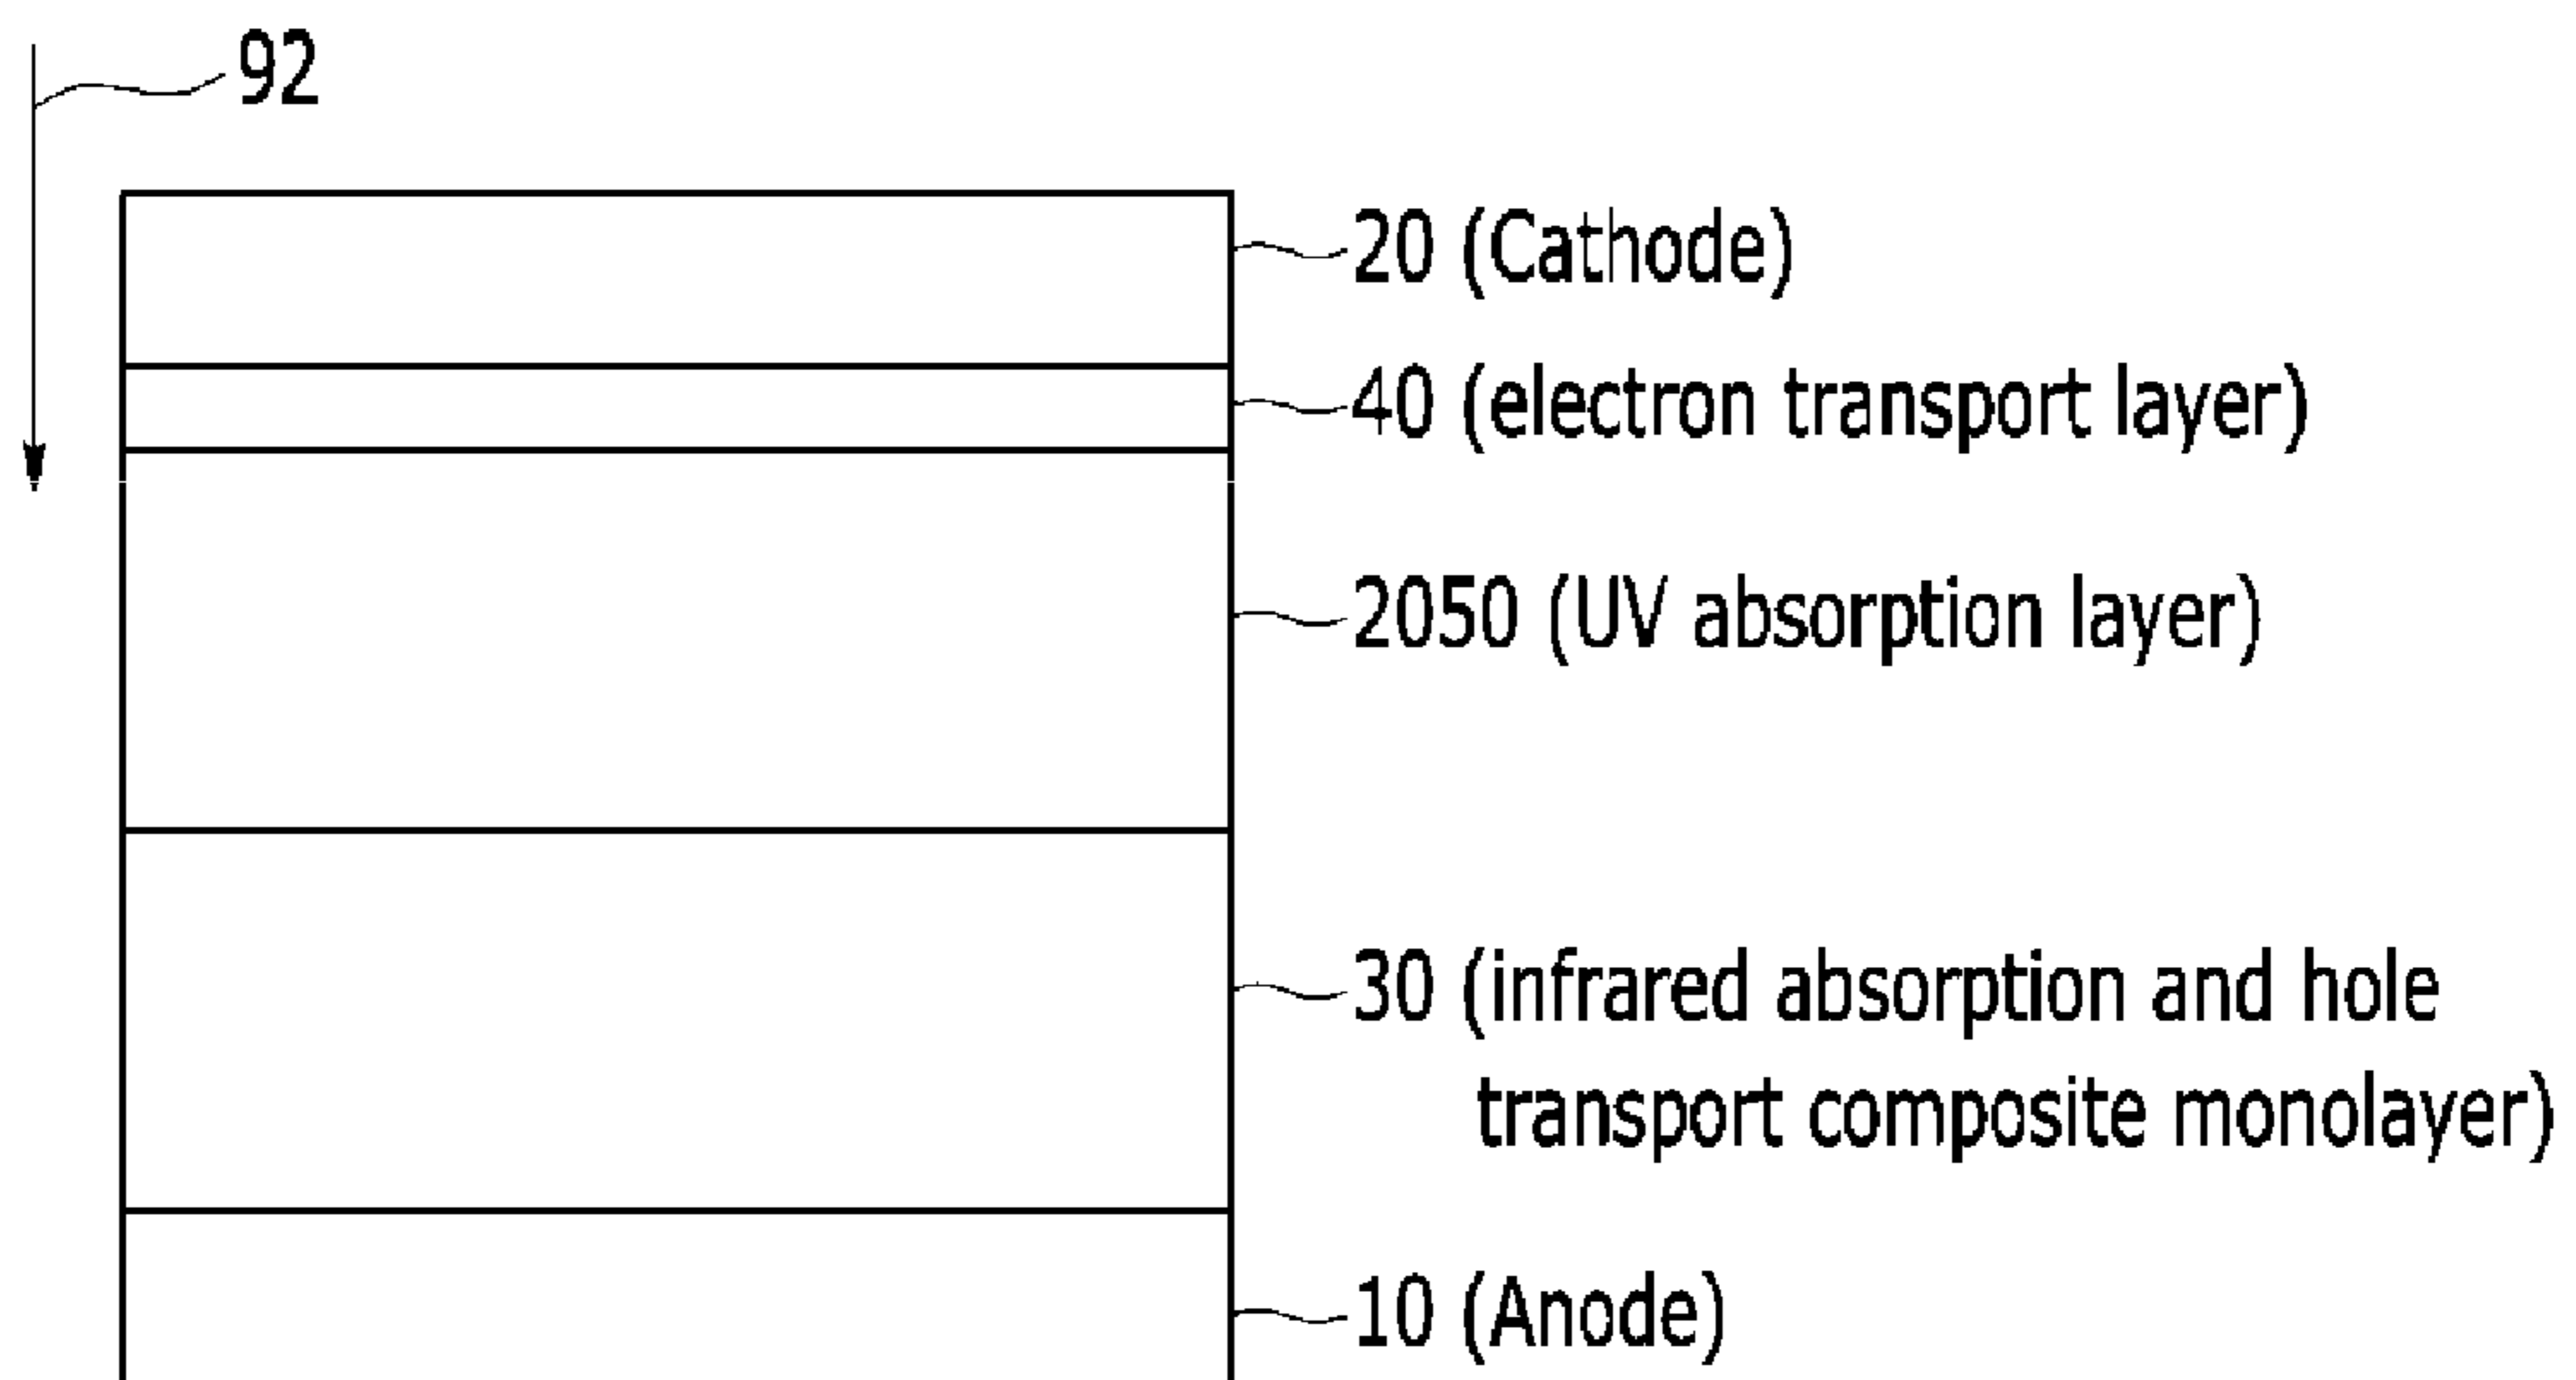 92
20 (Cathode)
40 (electron transport layer)
2050 (UV absorption layer)
30 (infrared absorption and hole
transport composite monolayer)
10 (Anode)